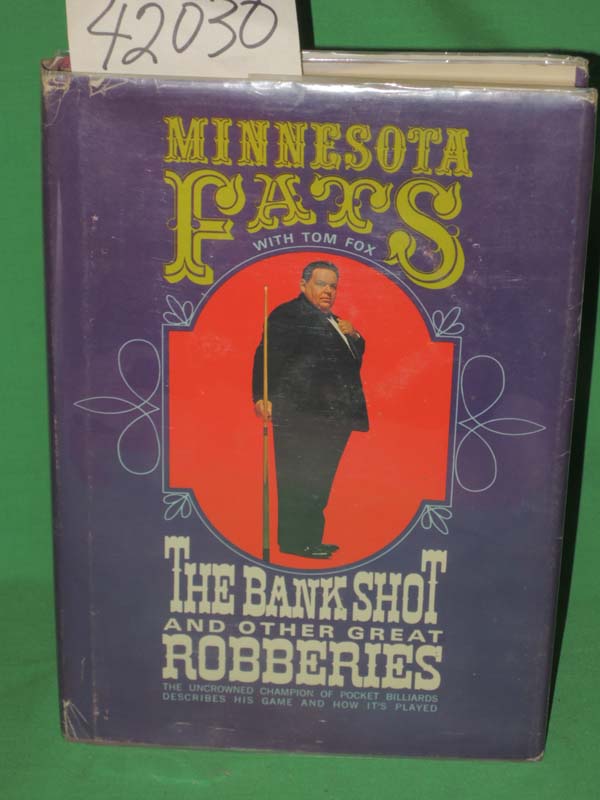 42030
MINNESOTA
FATS
WITH TOM FOX
THE BANK SHOT
AND OTHER GREAT
ROBBERIES
THE UNCROWNED CHAMPION OF POCKET BILLIARDS
DESCRIBES HIS GAME AND HOW IT'S PLAYED